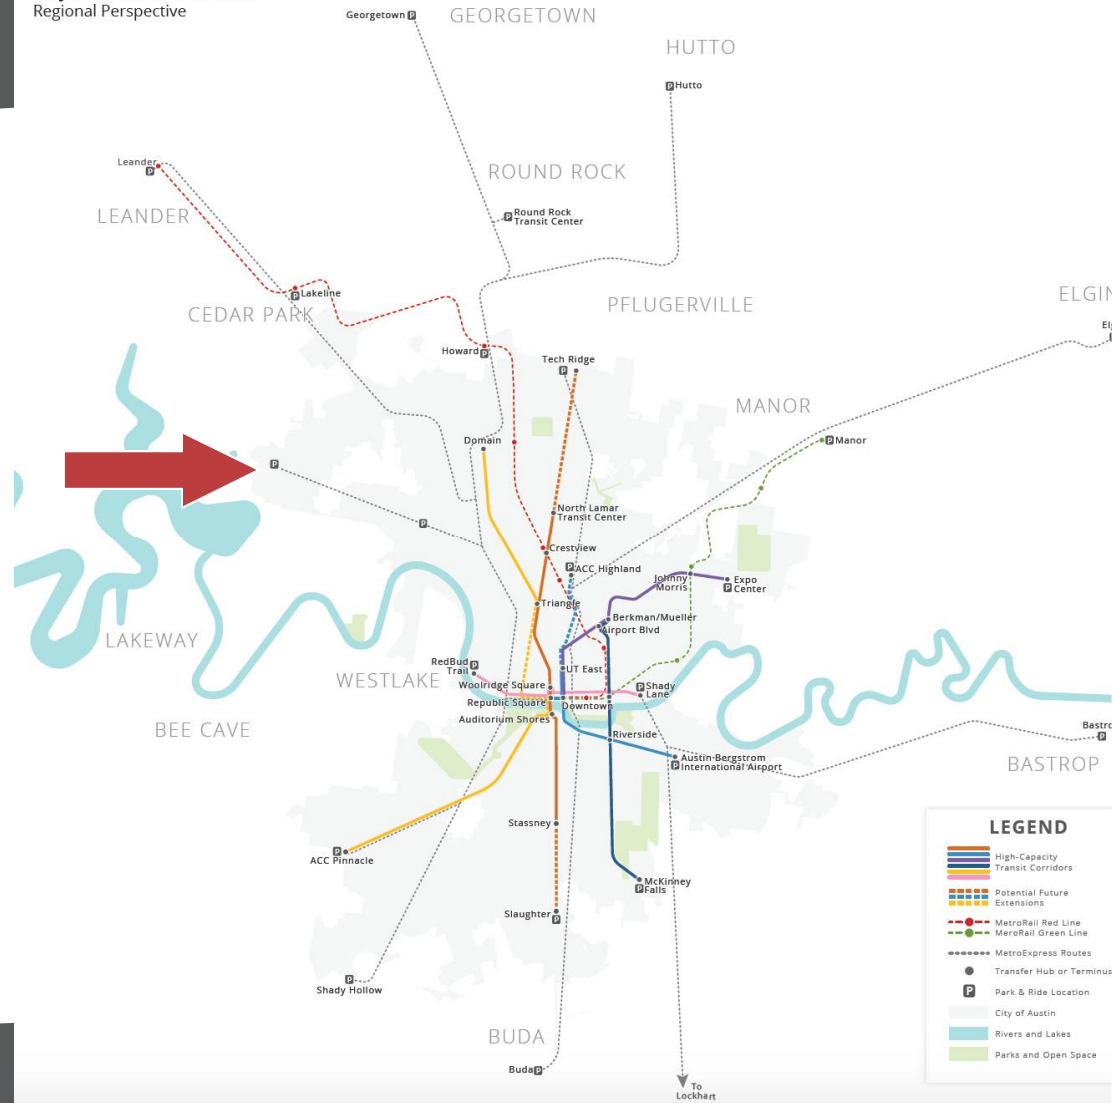 Regional Perspective
Georgetown P
GEORGETOWN
HUTTO
P Hutto
Leander
P
ROUND ROCK
P Round Rock
Transit Center
LEANDER
P Lakeline
CEDAR PARK
PFLUGERVILLE
ELGIN
Howard P
Tech Ridge
P
MANOR
Domain
P Manor
P
North Lamar
Transit Center
P
Crestview
P
ACC Highland
Johnny
Morris
Expo
P Center
Triangle
Berkman/Mueller
Airport Blvd
LAKEWAY
RedBud P
Trail
UT East
WESTLAKE
Woolridge Square
P Shady
Lane
Republic Square
Downtown
Auditorium Shores
BEE CAVE
Riverside
Austin Bergstrom
P International Airport
P
BASTROP
Stassney
P
ACC Pinnacle
McKinney
P Falls
Slaughter
P
P
Shady Hollow
BUDA
Buda P
To
Lockhart
LEGEND
High-Capacity
Transit Corridors
Potential Future
Extensions
MetroRail Red Line
MeroRail Green Line
MetroExpress Routes
Transfer Hub or Terminus
P Park & Ride Location
City of Austin
Rivers and Lakes
Parks and Open Space